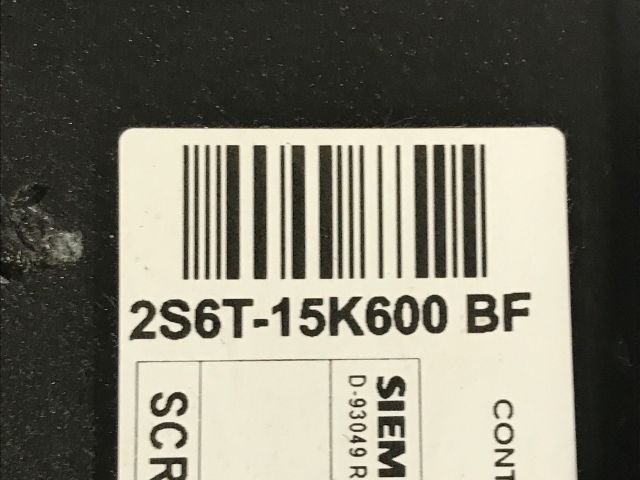 2S6T-15K600 BF
SCR
SIEM
D-93049 R
CONT